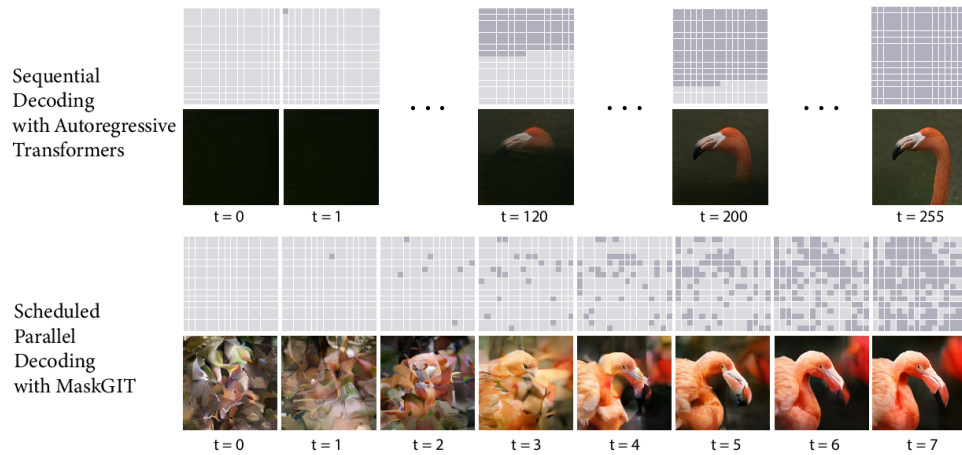 Sequential
Decoding
with Autoregressive
Transformers
. . .
. . .
. . .
t = 0
t = 1
t = 120
t = 200
t = 255
Scheduled
Parallel
Decoding
with MaskGIT
t = 0
t = 1
t = 2
t = 3
t = 4
t = 5
t = 6
t = 7